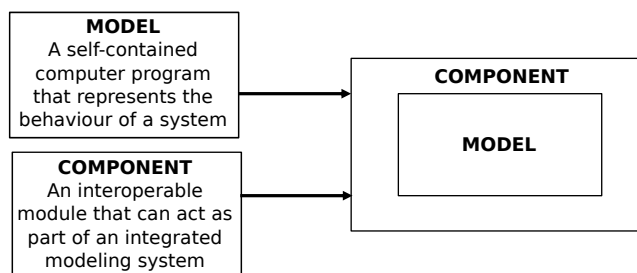 MODEL
A self-contained
computer program
that represents the
behaviour of a system
COMPONENT
An interoperable
module that can act as
part of an integrated
modeling system
COMPONENT
MODEL